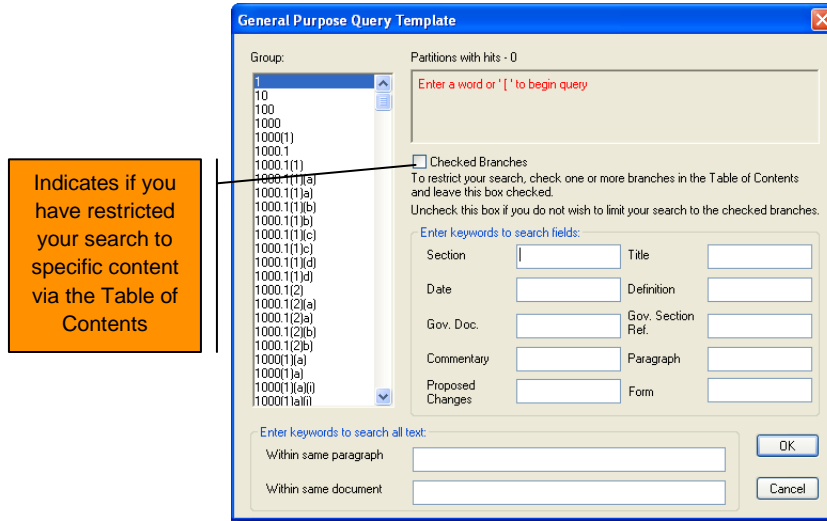 General Purpose Query Template
Group:
1
10
100
1000
1000(1)
1000.1
1000.1(1)
1000.1(1)(a)
1000.1(1)a)
1000.1(1)(b)
1000.1(1)b)
1000.1(1)(c)
1000.1(1)c)
1000.1(1)(d)
1000.1(1)d)
1000.1(2)
1000.1(2)(a)
1000.1(2)a)
1000.1(2)(b)
1000.1(2)b)
1000(1)(a)
1000(1)a)
1000(1)(a)(i)
1000(1)a)(i)
Partitions with hits - 0
Enter a word or ' [ ' to begin query
Checked Branches
To restrict your search, check one or more branches in the Table of Contents
and leave this box checked.
Uncheck this box if you do not wish to limit your search to the checked branches.
Enter keywords to search fields:
Section
Title
Date
Definition
Gov. Doc.
Gov. Section
Ref.
Commentary
Paragraph
Proposed
Changes
Form
Enter keywords to search all text:
Within same paragraph
Within same document
OK
Cancel
Indicates if you
have restricted
your search to
specific content
via the Table of
Contents